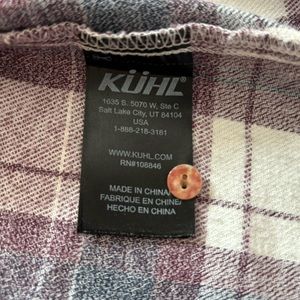 KÜHL
1635 S. 5070 W, Ste C
Salt Lake City, UT 84104
USA
1-888-218-3161
WWW.KUHL.COM
RN#108846
MADE IN CHINA
FABRIQUE EN CHINE
HECHO EN CHINA